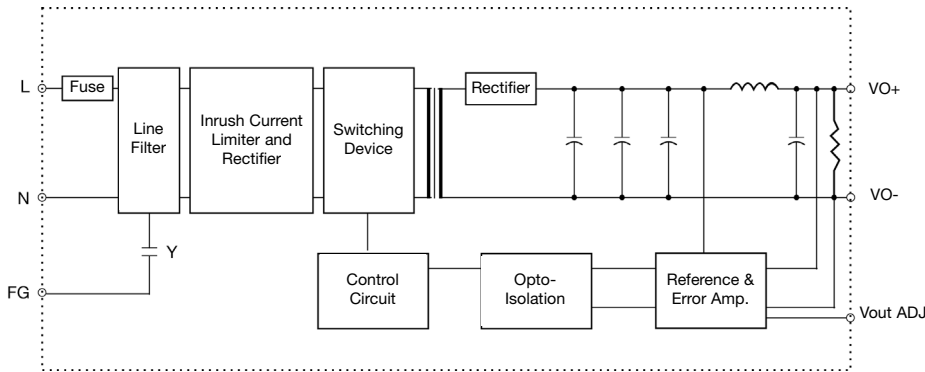 L
Fuse
Line
Filter
Inrush Current
Limiter and
Rectifier
Switching
Device
Rectifier
VO+
N
VO-
Y
FG
Control
Circuit
Opto-
Isolation
Reference &
Error Amp.
Vout ADJ